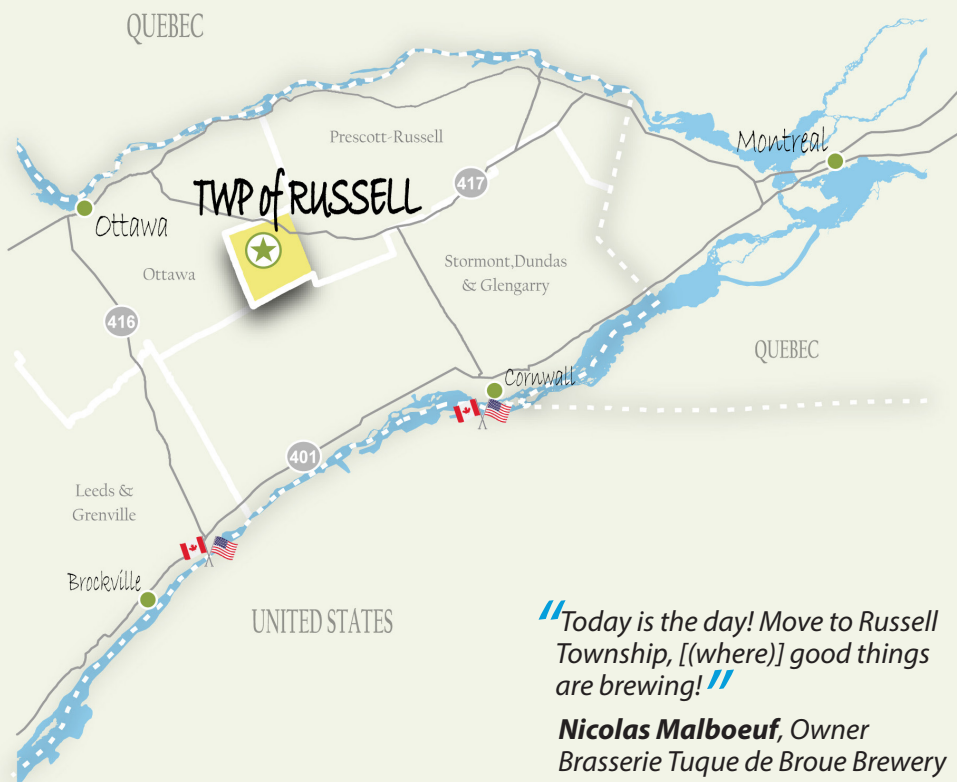 QUEBEC
Prescott-Russell
Montreal
417
TWP of RUSSELL
Ottawa
Ottawa
Stormont,Dundas
& Glengarry
416
QUEBEC
Cornwall
401
Leeds &
Grenville
Brockville
UNITED STATES
"Today is the day! Move to Russell
Township, [(where)] good things
are brewing!"
Nicolas Malboeuf, Owner
Brasserie Tuque de Broue Brewery